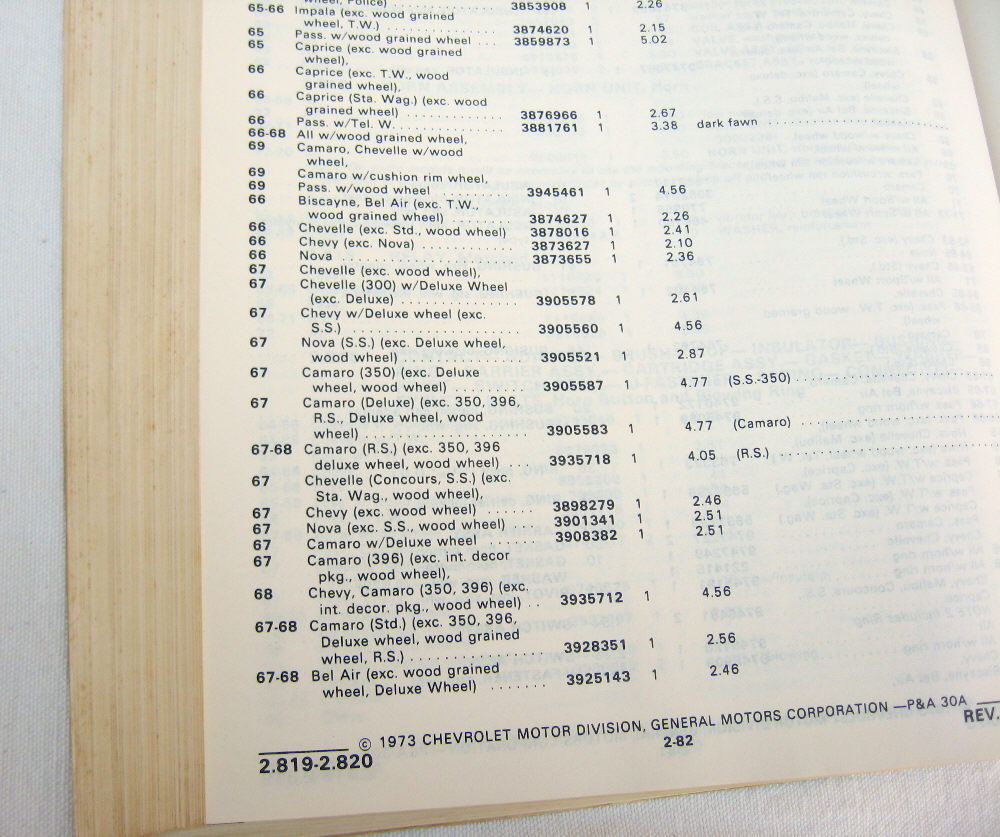 wheel, Police) . . . . . . . . . . 3853908 1 2.26
65-66 Impala (exc. wood grained
wheel, T.W.) . . . . . . . . . . . . . . 3874620 1 2.15
65 Pass. w/wood grained wheel . . . 3859873 1 5.02
65 Caprice (exc. wood grained
wheel),
66 Caprice (exc. T.W., wood
grained wheel),
66 Caprice (Sta. Wag.) (exc. wood
grained wheel) . . . . . . . . . . . . 3876966 1 2.67
66 Pass. w/Tel. W. . . . . . . . . . . . . 3881761 1 3.38 dark fawn . . . . . . . . . . . . . . . .
66-68 All w/wood grained wheel,
69 Camaro, Chevelle w/wood
wheel,
69 Camaro w/cushion rim wheel,
69 Pass. w/wood wheel . . . . . . . . . 3945461 1 4.56
66 Biscayne, Bel Air (exc. T.W.,
wood grained wheel) . . . . . . . . 3874627 1 2.26
66 Chevelle (exc. Std., wood wheel) 3878016 1 2.41
66 Chevy (exc. Nova) . . . . . . . . . . 3873627 1 2.10
66 Nova . . . . . . . . . . . . . . . . . . . . 3873655 1 2.36
67 Chevelle (exc. wood wheel),
67 Chevelle (300) w/Deluxe Wheel
(exc. Deluxe) . . . . . . . . . . . . . 3905578 1 2.61
67 Chevy w/Deluxe wheel (exc.
S.S.) . . . . . . . . . . . . . . . . . . . 3905560 1 4.56
67 Nova (S.S.) (exc. Deluxe wheel,
wood wheel) . . . . . . . . . . . . . . 3905521 1 2.87
67 Camaro (350) (exc. Deluxe
wheel, wood wheel) . . . . . . . . . 3905587 1 4.77 (S.S.-350) . . . . . . . . . . . . . . . .
67 Camaro (Deluxe) (exc. 350, 396,
R.S., Deluxe wheel, wood
wheel) . . . . . . . . . . . . . . . . . . 3905583 1 4.77 (Camaro) . . . . . . . . . . . . . . . .
67-68 Camaro (R.S.) (exc. 350, 396
deluxe wheel, wood wheel) . . . . 3935718 1 4.05 (R.S.) . . . . . . . . . . . . . . . . . .
67 Chevelle (Concours, S.S.) (exc.
Sta. Wag., wood wheel),
67 Chevy (exc. wood wheel) . . . . . . 3898279 1 2.46
67 Nova (exc. S.S., wood wheel) . . . 3901341 1 2.51
67 Camaro w/Deluxe wheel . . . . . . . 3908382 1 2.51
67 Camaro (396) (exc. int. decor
pkg., wood wheel),
68 Chevy, Camaro (350, 396) (exc.
int. decor. pkg., wood wheel) . . 3935712 1 4.56
67-68 Camaro (Std.) (exc. 350, 396,
Deluxe wheel, wood grained
wheel, R.S.) . . . . . . . . . . . . . . 3928351 1 2.56
67-68 Bel Air (exc. wood grained
wheel, Deluxe Wheel) . . . . . . . 3925143 1 2.46
© 1973 CHEVROLET MOTOR DIVISION, GENERAL MOTORS CORPORATION —P&A 30A
2.819-2.820 2-82 REV.